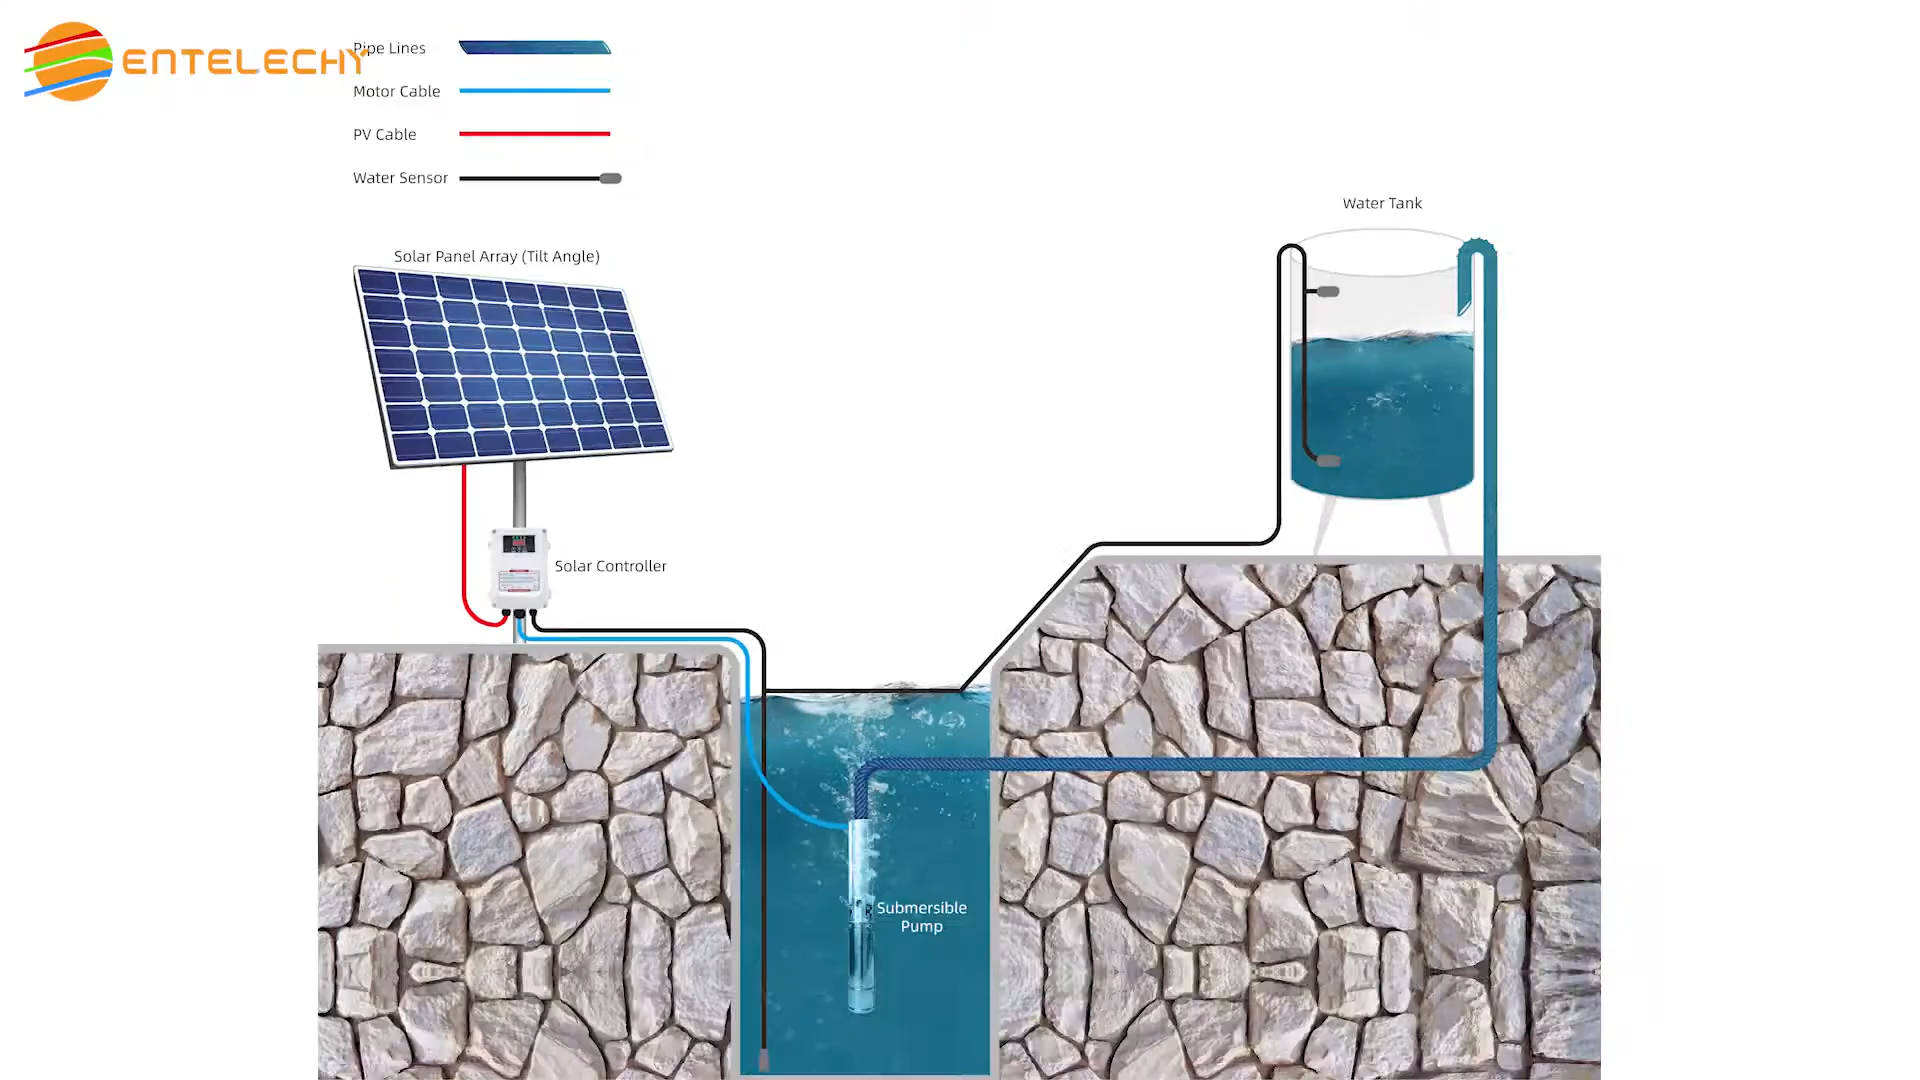 ENTELECHY
Pipe Lines
Motor Cable
PV Cable
Water Sensor
Water Tank
Solar Panel Array (Tilt Angle)
Solar Controller
Submersible
Pump